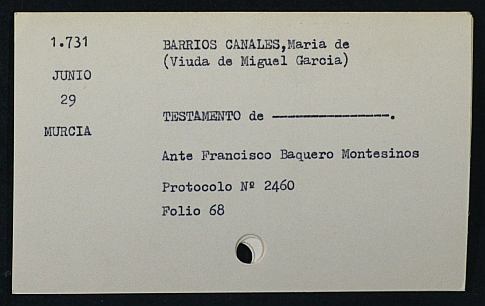 1.731
JUNIO
29
MURCIA
BARRIOS CANALES,Maria de
(Viuda de Miguel Garcia)
TESTAMENTO de ----------------.
Ante Francisco Baquero Montesinos
Protocolo Nº 2460
Folio 68